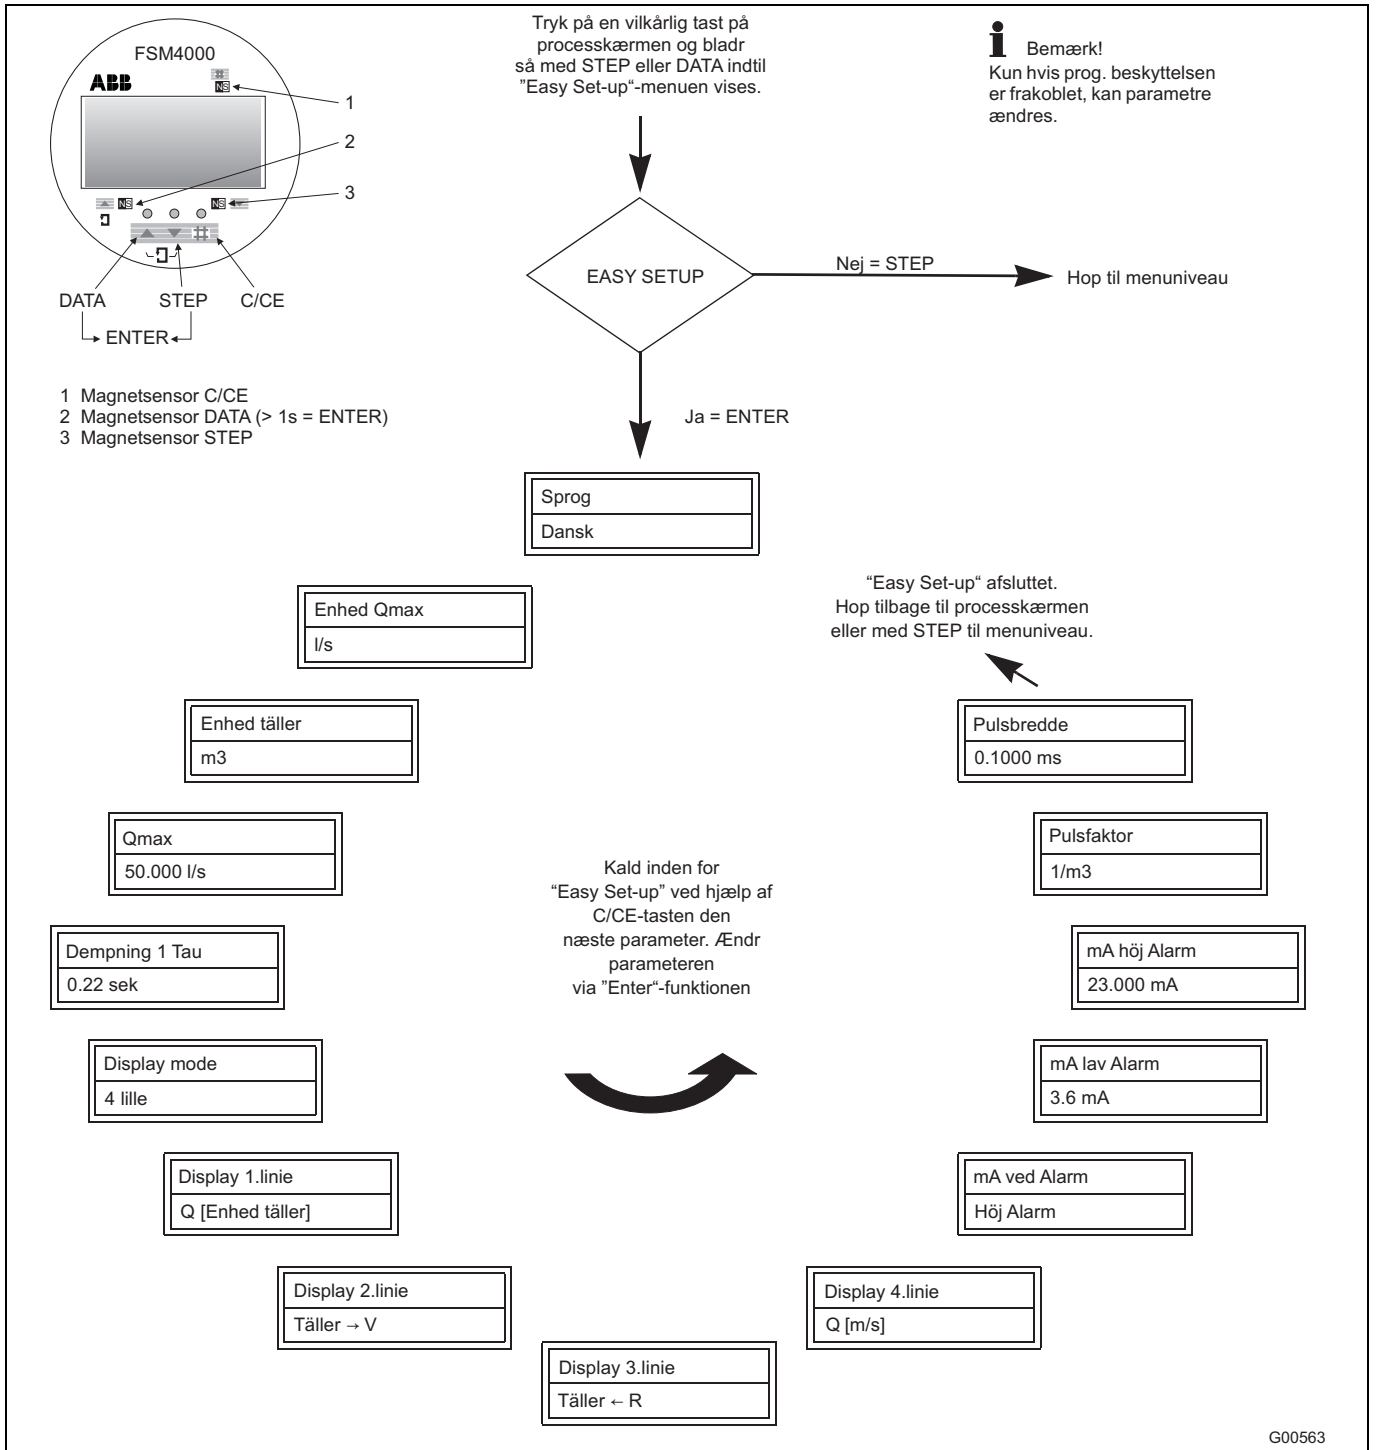 FSM4000
ABB
NS
1
2
3
NS
NS
DATA
STEP
C/CE
ENTER
1 Magnetsensor C/CE
2 Magnetsensor DATA (> 1s = ENTER)
3 Magnetsensor STEP
Tryk på en vilkårlig tast på
processkærmen og bladr
så med STEP eller DATA indtil
”Easy Set-up“-menuen vises.
i Bemærk!
Kun hvis prog. beskyttelsen
er frakoblet, kan parametre
ændres.
EASY SETUP
Nej = STEP
Hop til menuniveau
Ja = ENTER
Sprog
Dansk
Enhed Qmax
l/s
Enhed täller
m3
Qmax
50.000 l/s
Dempning 1 Tau
0.22 sek
Display mode
4 lille
Display 1.linie
Q [Enhed täller]
Display 2.linie
Täller → V
Display 3.linie
Täller ← R
Display 4.linie
Q [m/s]
mA ved Alarm
Höj Alarm
mA lav Alarm
3.6 mA
mA höj Alarm
23.000 mA
Pulsfaktor
1/m3
Pulsbredde
0.1000 ms
“Easy Set-up“ afsluttet.
Hop tilbage til processkærmen
eller med STEP til menuniveau.
Kald inden for
“Easy Set-up” ved hjælp af
C/CE-tasten den
næste parameter. Ændr
parameteren
via ”Enter“-funktionen
G00563